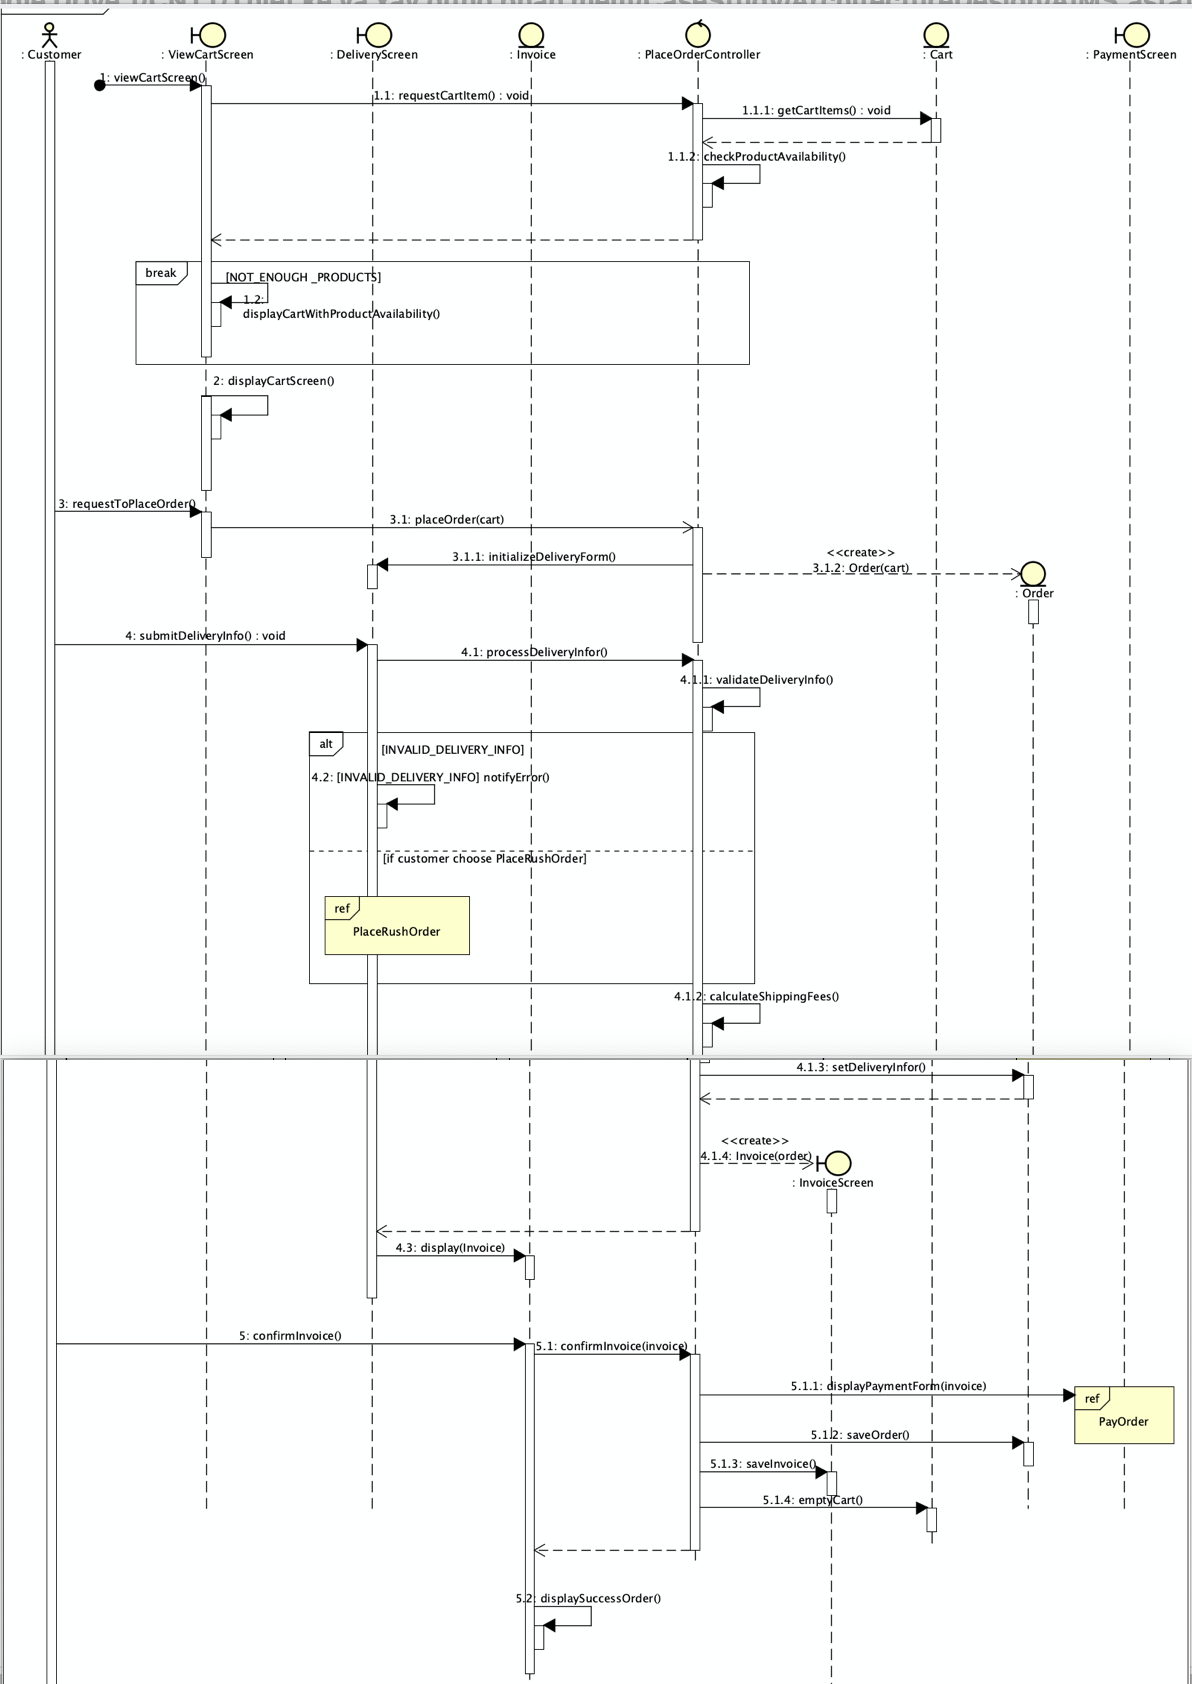 : Customer
: ViewCartScreen
: DeliveryScreen
: Invoice
: PlaceOrderController
: Cart
: PaymentScreen
1: viewCartScreen()
1.1: requestCartItem() : void
1.1.1: getCartItems() : void
1.1.2: checkProductAvailability()
break
[NOT_ENOUGH _PRODUCTS]
1.2:
displayCartWithProductAvailability()
2: displayCartScreen()
3: requestToPlaceOrder()
3.1: placeOrder(cart)
3.1.1: initializeDeliveryForm()
<<create>>
3.1.2: Order(cart)
: Order
4: submitDeliveryInfo() : void
4.1: processDeliveryInfor()
4.1.1: validateDeliveryInfo()
alt
[INVALID_DELIVERY_INFO]
4.2: [INVALID_DELIVERY_INFO] notifyError()
[if customer choose PlaceRushOrder]
ref
PlaceRushOrder
4.1.2: calculateShippingFees()
4.1.3: setDeliveryInfor()
<<create>>
4.1.4: Invoice(order)
: InvoiceScreen
4.3: display(Invoice)
5: confirmInvoice()
5.1: confirmInvoice(invoice)
5.1.1: displayPaymentForm(invoice)
ref
PayOrder
5.1.2: saveOrder()
5.1.3: saveInvoice()
5.1.4: emptyCart()
5.2: displaySuccessOrder()